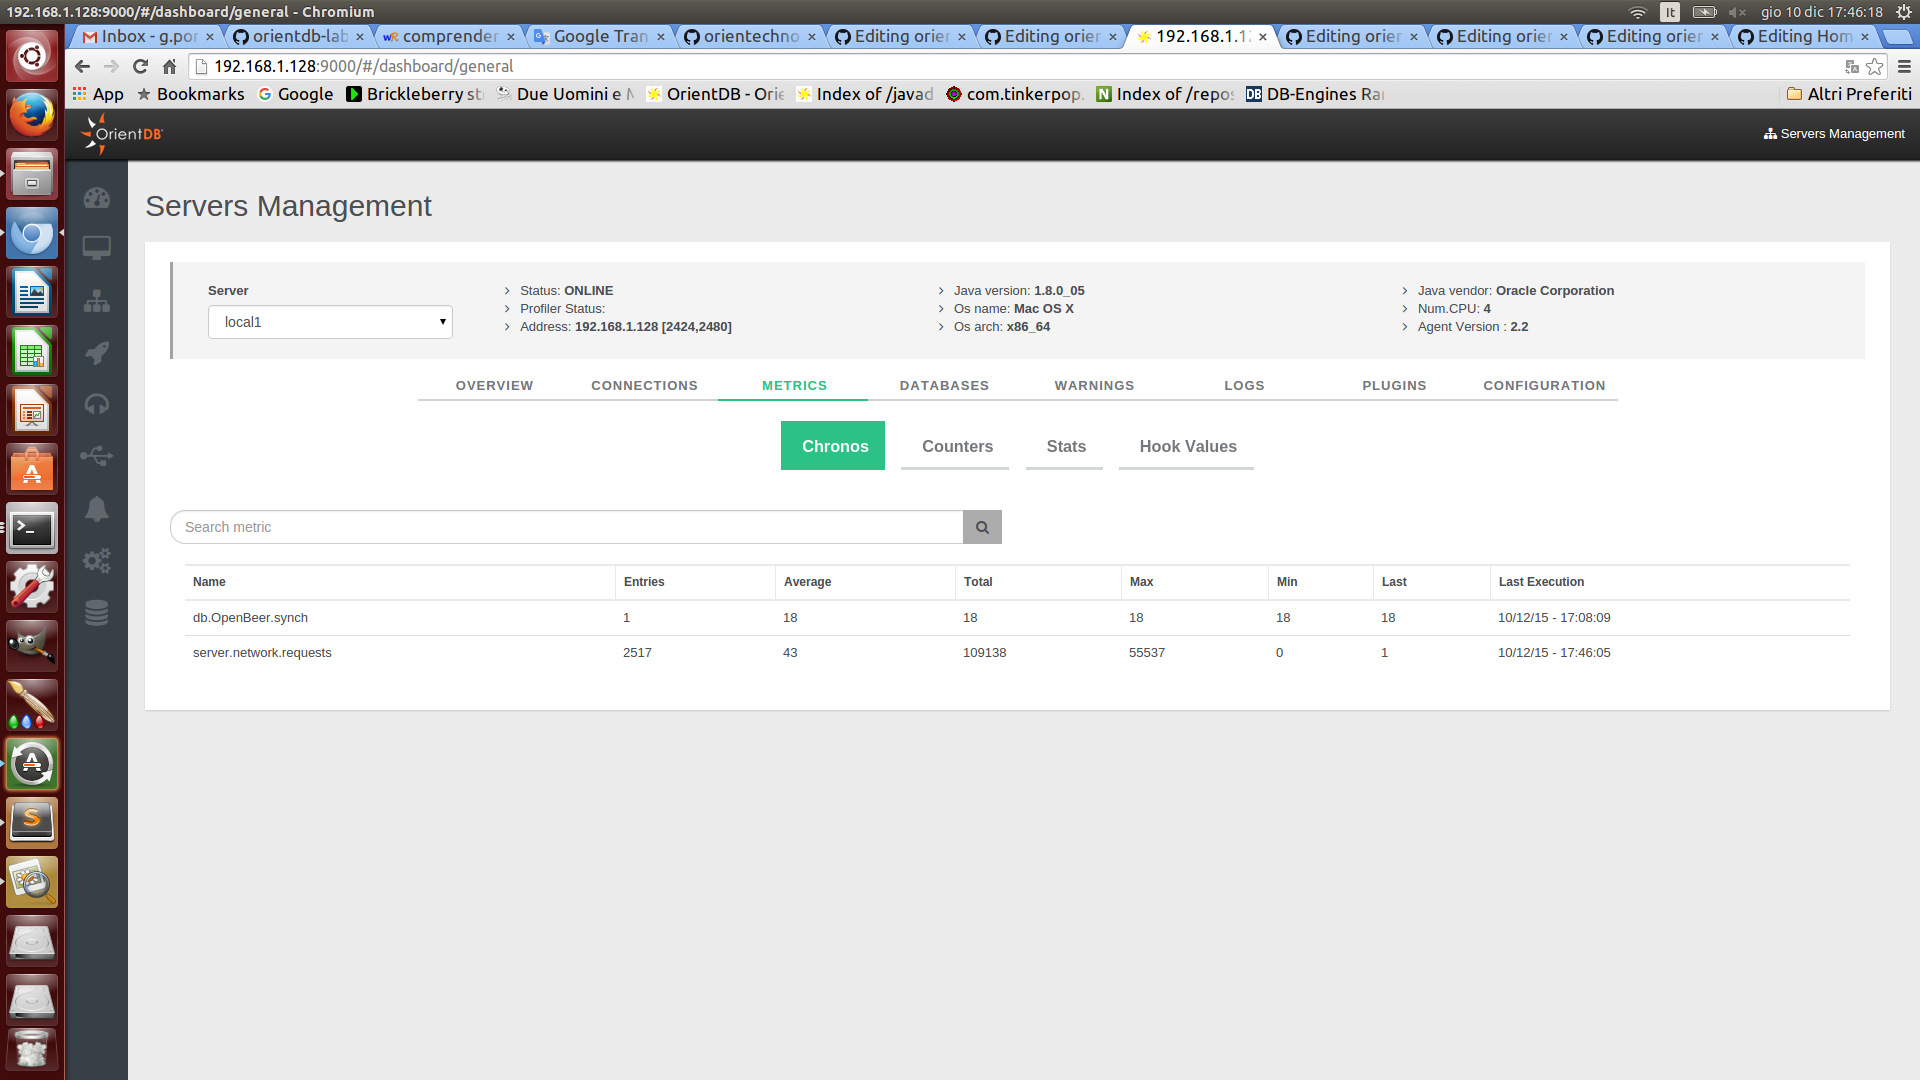 192.168.1.128:9000/#/dashboard/general - Chromium
It
gio 10 dic 17:46:18
Inbox - g.por
orientdb-lab
comprender
Google Tran
orientechno
Editing orier
Editing orier
192.168.1.12
Editing orier
Editing orier
Editing orier
Editing Hom
192.168.1.128:9000/#/dashboard/general
App
Bookmarks
Google
Brickleberry str
Due Uomini e M
OrientDB - Orie
Index of /javad
com.tinkerpop.
Index of /repos
DB-Engines Ran
Altri Preferiti
OrientDB
Servers Management
Servers Management
Server
local1
Status: ONLINE
Profiler Status:
Address: 192.168.1.128 [2424,2480]
Java version: 1.8.0_05
Os name: Mac OS X
Os arch: x86_64
Java vendor: Oracle Corporation
Num.CPU: 4
Agent Version : 2.2
OVERVIEW CONNECTIONS METRICS DATABASES WARNINGS LOGS PLUGINS CONFIGURATION
Chronos Counters Stats Hook Values
Search metric
Name Entries Average Total Max Min Last Last Execution
db.OpenBeer.synch 1 18 18 18 18 18 10/12/15 - 17:08:09
server.network.requests 2517 43 109138 55537 0 1 10/12/15 - 17:46:05